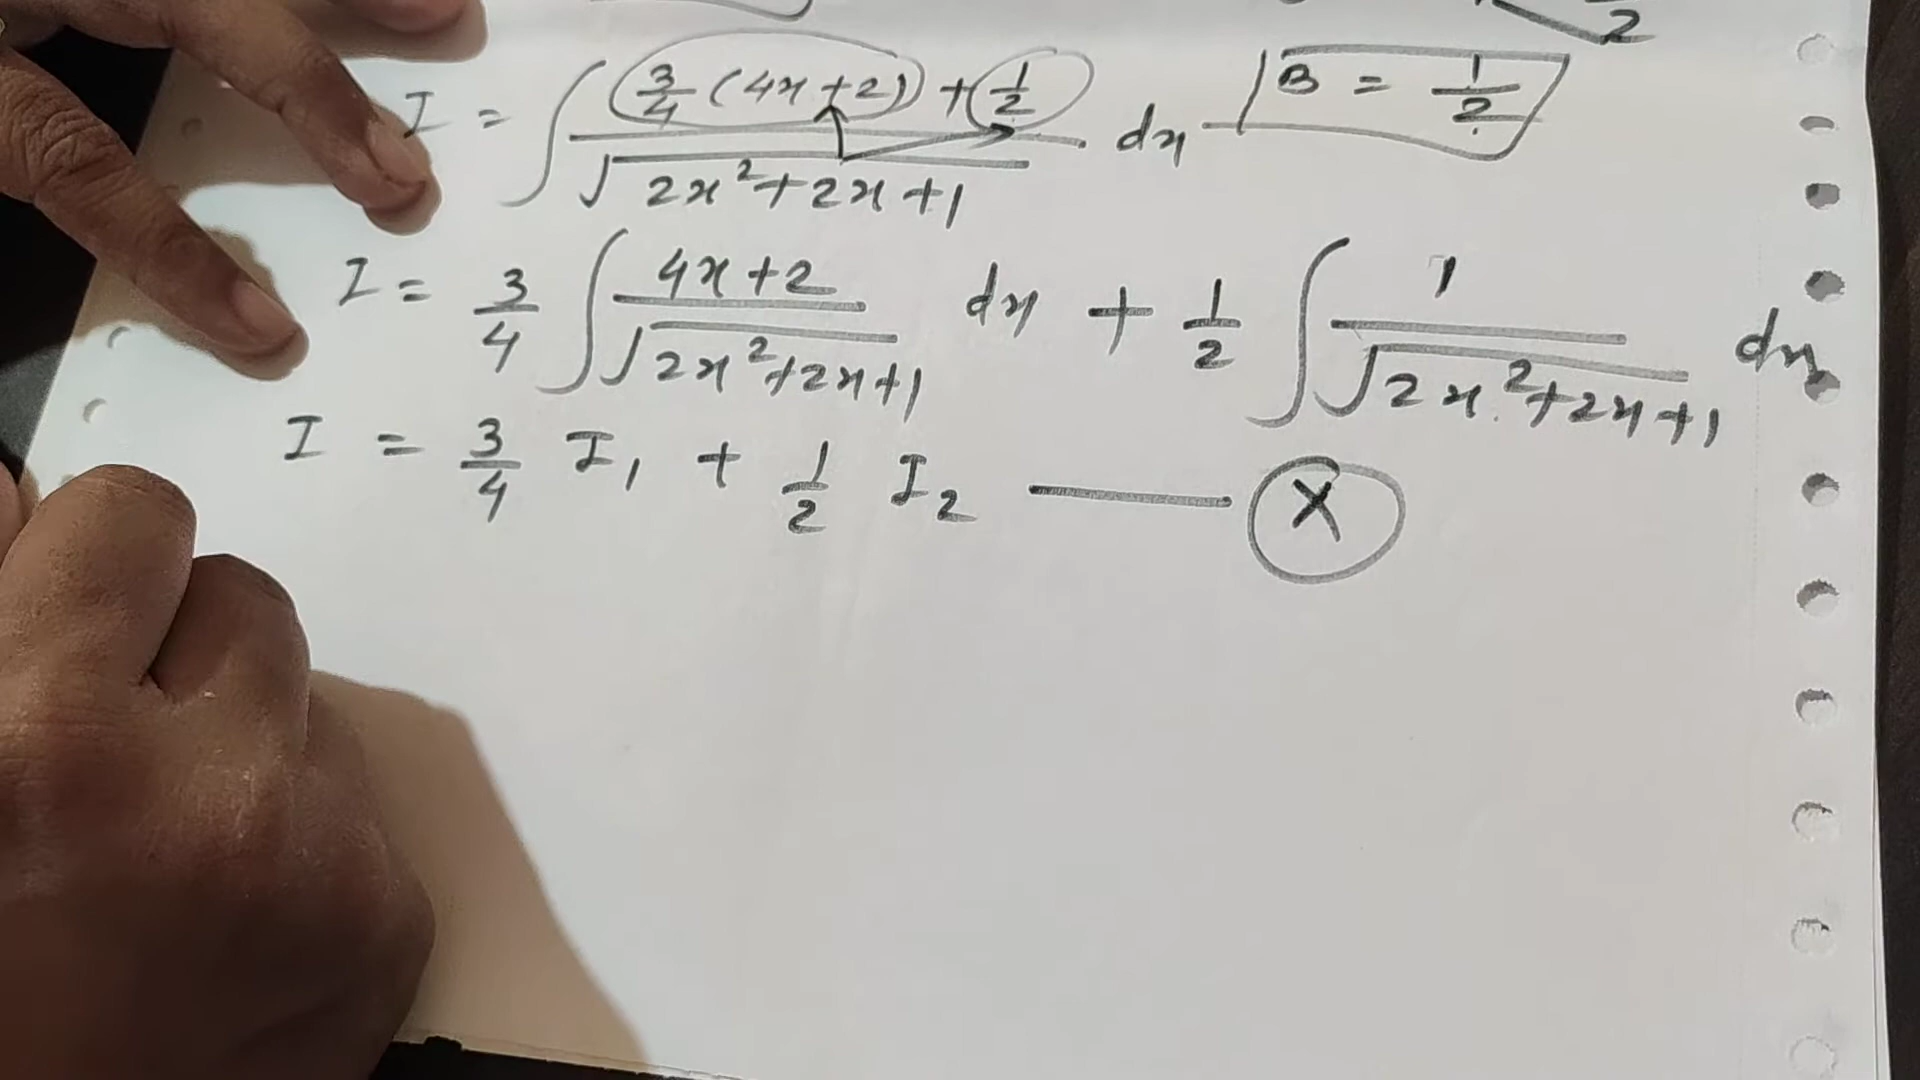 2
I = ∫ (3/4 (4x+2)) + 1/2 / √(2x²+2x+1) dx B = 1/2
I = 3/4 ∫ 4x+2 / √(2x²+2x+1) dx + 1/2 ∫ 1 / √(2x²+2x+1) dx
I = 3/4 I₁ + 1/2 I₂ —— X